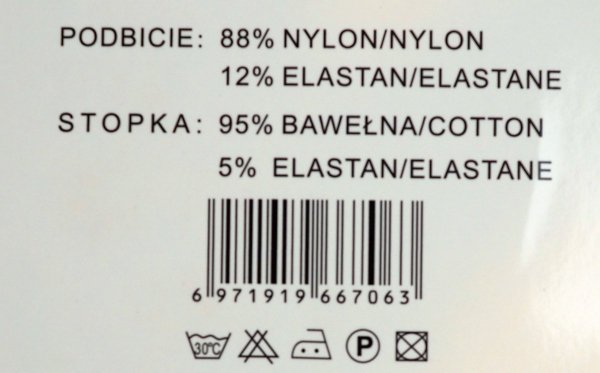 PODBICIE: 88% NYLON/NYLON
12% ELASTAN/ELASTANE
STOPKA: 95% BAWEŁNA/COTTON
5% ELASTAN/ELASTANE
6 971919 667063
30°C P